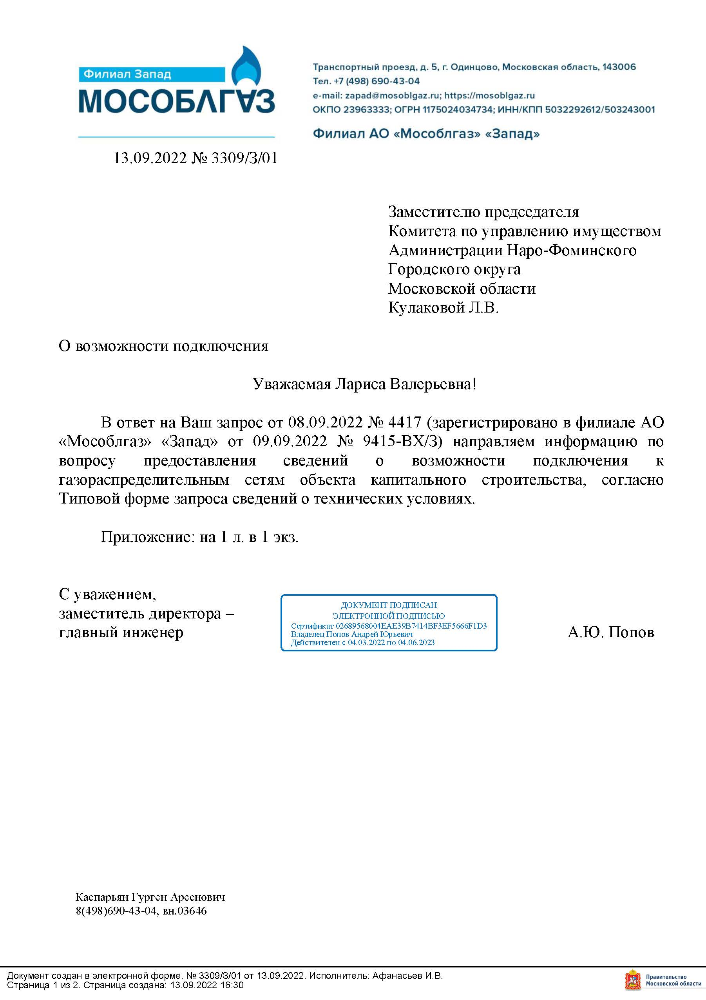 Филиал Запад
МОСОБЛГАЗ
Транспортный проезд, д. 5, г. Одинцово, Московская область, 143006
Тел. +7 (498) 690-43-04
e-mail: zapad@mosoblgaz.ru; https://mosoblgaz.ru
ОКПО 23963333; ОГРН 1175024034734; ИНН/КПП 5032292612/503243001
Филиал АО «Мособлгаз» «Запад»
13.09.2022 № 3309/З/01
Заместителю председателя
Комитета по управлению имуществом
Администрации Наро-Фоминского
Городского округа
Московской области
Кулаковой Л.В.
О возможности подключения
Уважаемая Лариса Валерьевна!
В ответ на Ваш запрос от 08.09.2022 № 4417 (зарегистрировано в филиале АО
«Мособлгаз» «Запад» от 09.09.2022 № 9415-ВХ/З) направляем информацию по
вопросу предоставления сведений о возможности подключения к
газораспределительным сетям объекта капитального строительства, согласно
Типовой форме запроса сведений о технических условиях.
Приложение: на 1 л. в 1 экз.
С уважением,
заместитель директора –
главный инженер
ДОКУМЕНТ ПОДПИСАН
ЭЛЕКТРОННОЙ ПОДПИСЬЮ
Сертификат 02689568004EAE39B7414BF3EF5666F1D3
Владелец Попов Андрей Юрьевич
Действителен с 04.03.2022 по 04.06.2023
А.Ю. Попов
Каспарьян Гурген Арсенович
8(498)690-43-04, вн.03646
Документ создан в электронной форме. № 3309/З/01 от 13.09.2022. Исполнитель: Афанасьев И.В.
Страница 1 из 2. Страница создана: 13.09.2022 16:30
Правительство
Московской области